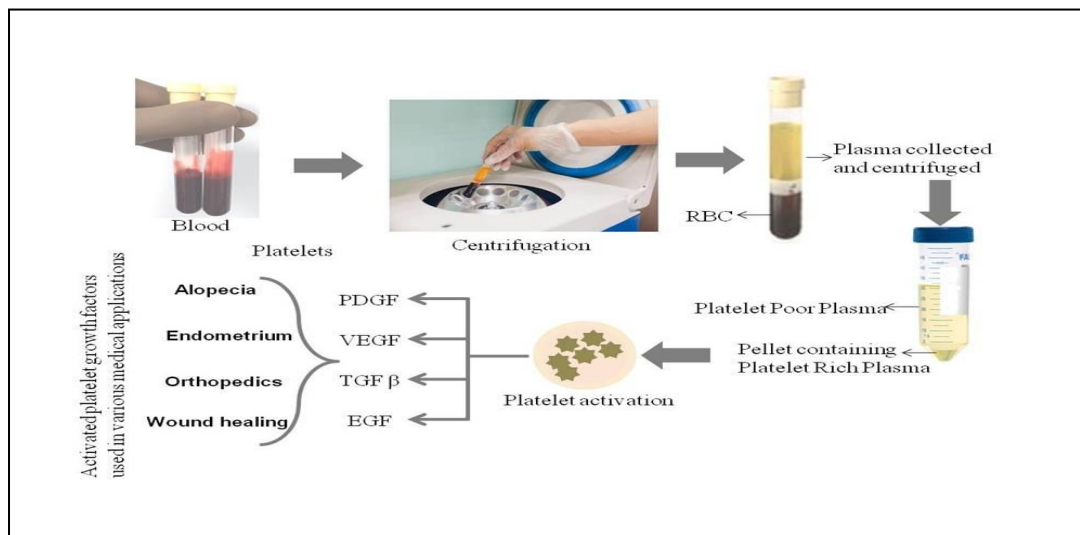 Blood
Centrifugation
RBC
Plasma collected
and centrifuged
Platelet Poor Plasma
Pellet containing
Platelet Rich Plasma
Platelet activation
Platelets
PDGF
VEGF
TGF β
EGF
Alopecia
Endometrium
Orthopedics
Wound healing
Activated platelet growth factors
used in various medical applications
FA